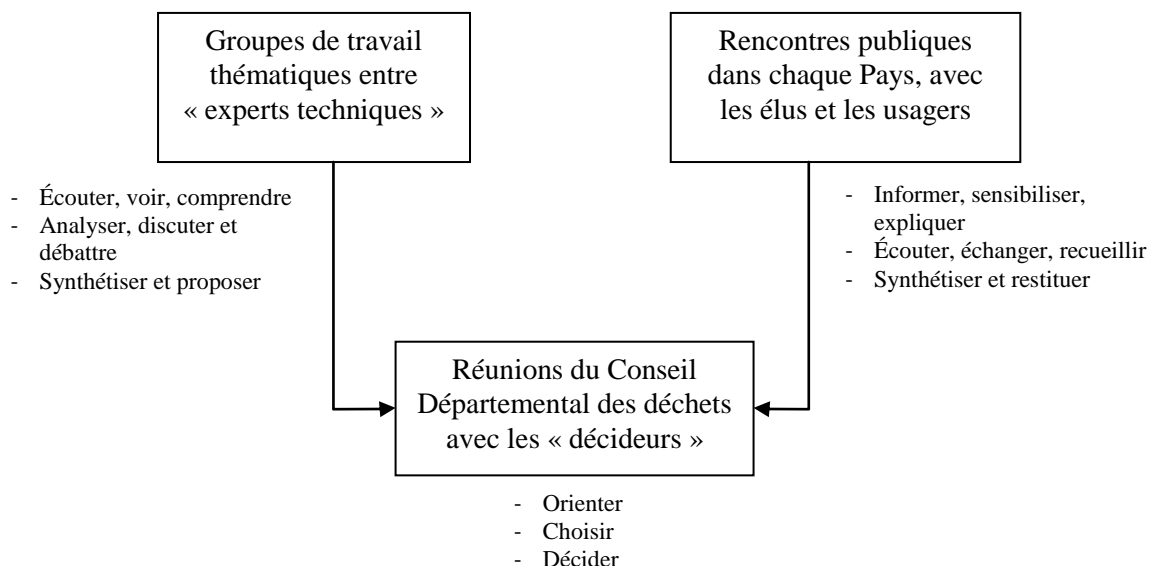 Groupes de travail
thématiques entre
« experts techniques »
Rencontres publiques
dans chaque Pays, avec
les élus et les usagers
- Écouter, voir, comprendre
- Analyser, discuter et
débattre
- Synthétiser et proposer
- Informer, sensibiliser,
expliquer
- Écouter, échanger, recueillir
- Synthétiser et restituer
Réunions du Conseil
Départemental des déchets
avec les « décideurs »
- Orienter
- Choisir
- Décider